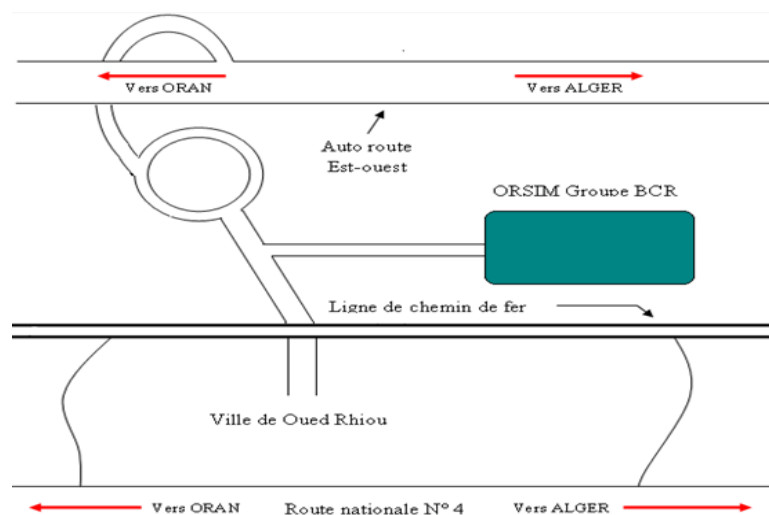 Vers ORAN
Vers ALGER
Auto route
Est-ouest
ORSIM Groupe BCR
Ligne de chemin de fer
Ville de Oued Rhiou
Vers ORAN
Route nationale N° 4
Vers ALGER